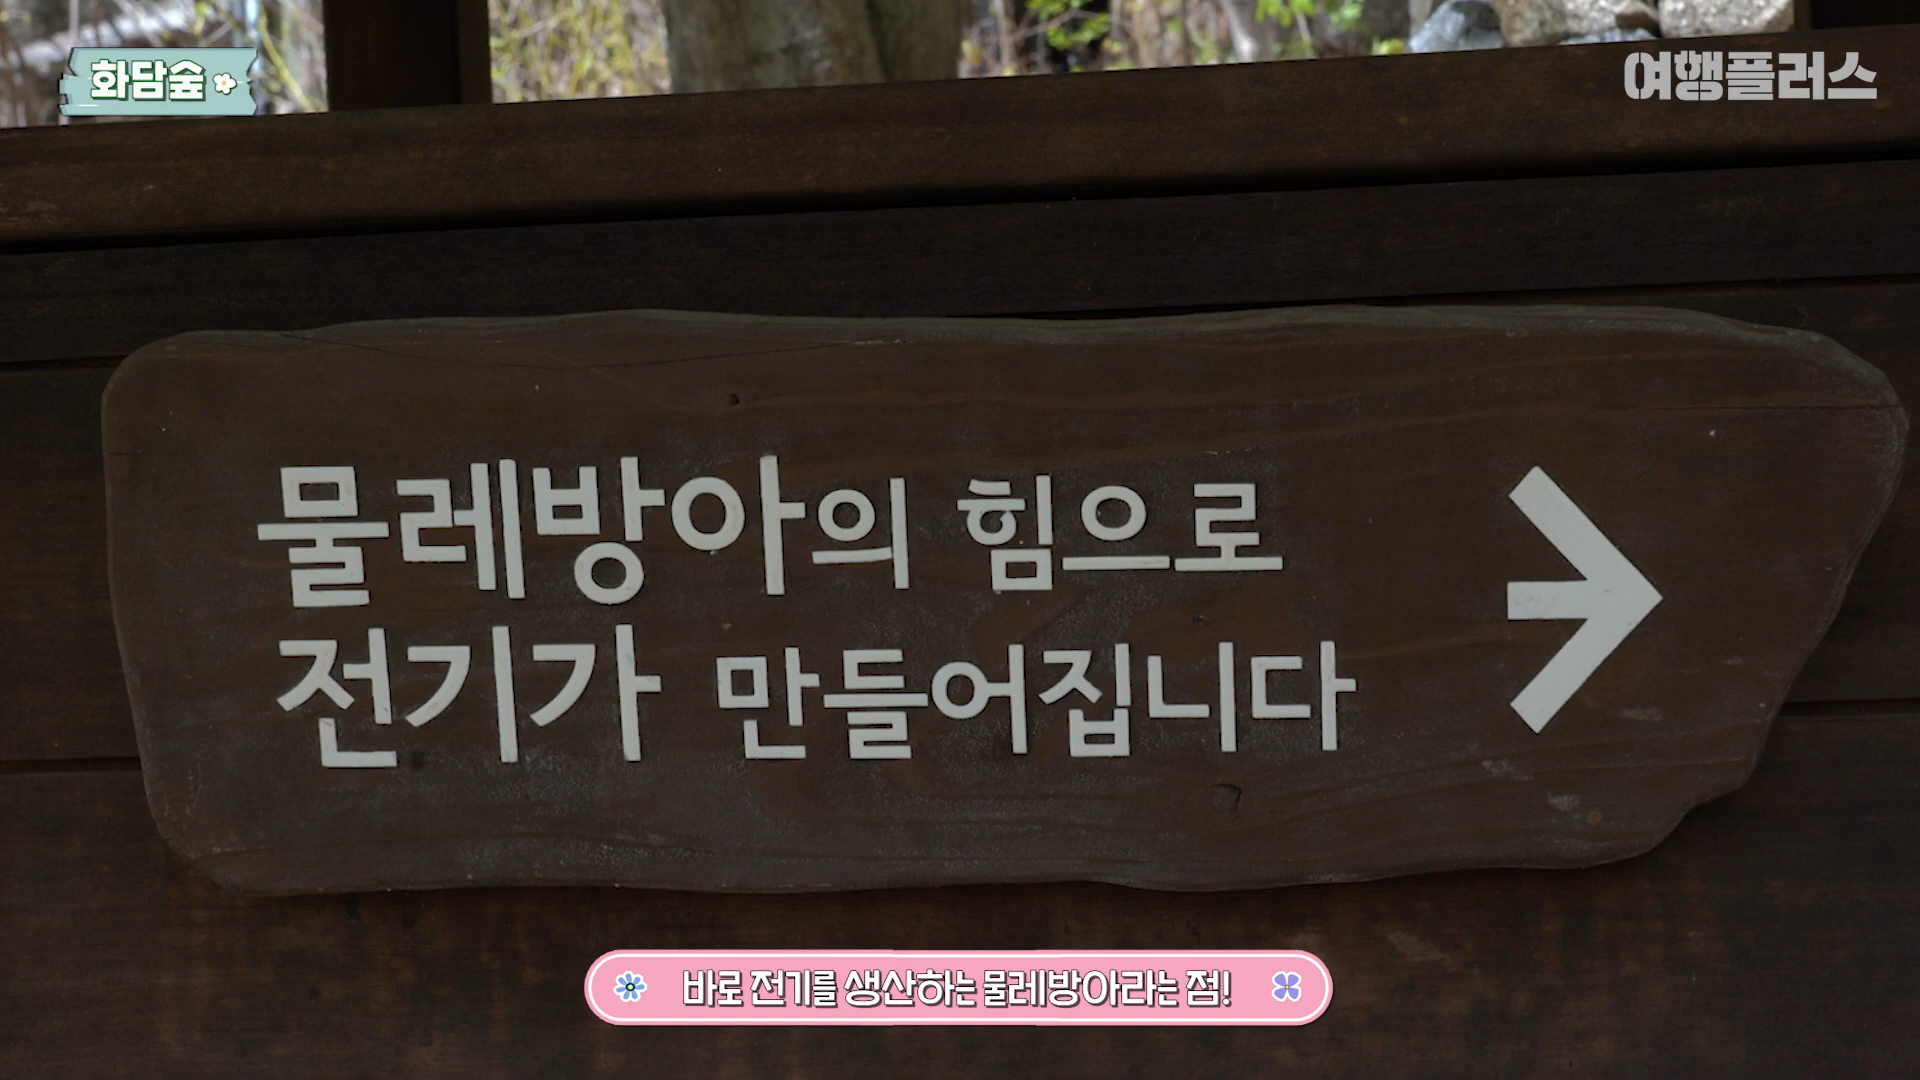 화담숲
여행플러스
물레방아의 힘으로
전기가 만들어집니다
바로 전기를 생산하는 물레방아라는 점!